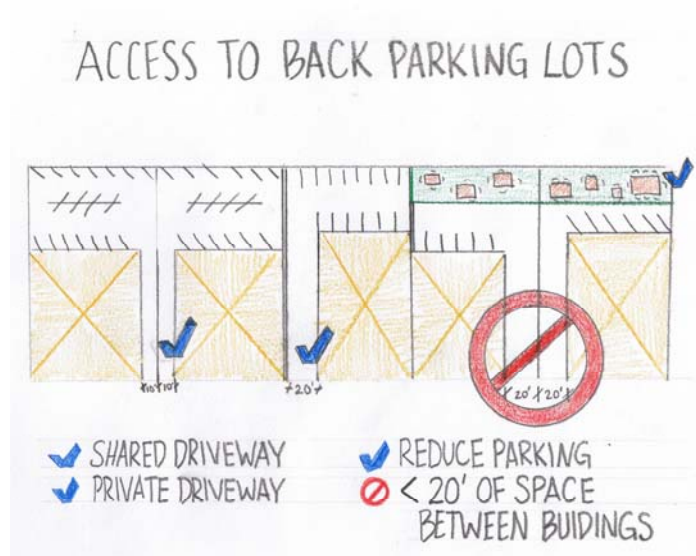 ACCESS TO BACK PARKING LOTS
10' 10'
20'
20' 20'
SHARED DRIVEWAY
PRIVATE DRIVEWAY
REDUCE PARKING
< 20' OF SPACE
BETWEEN BUIDINGS